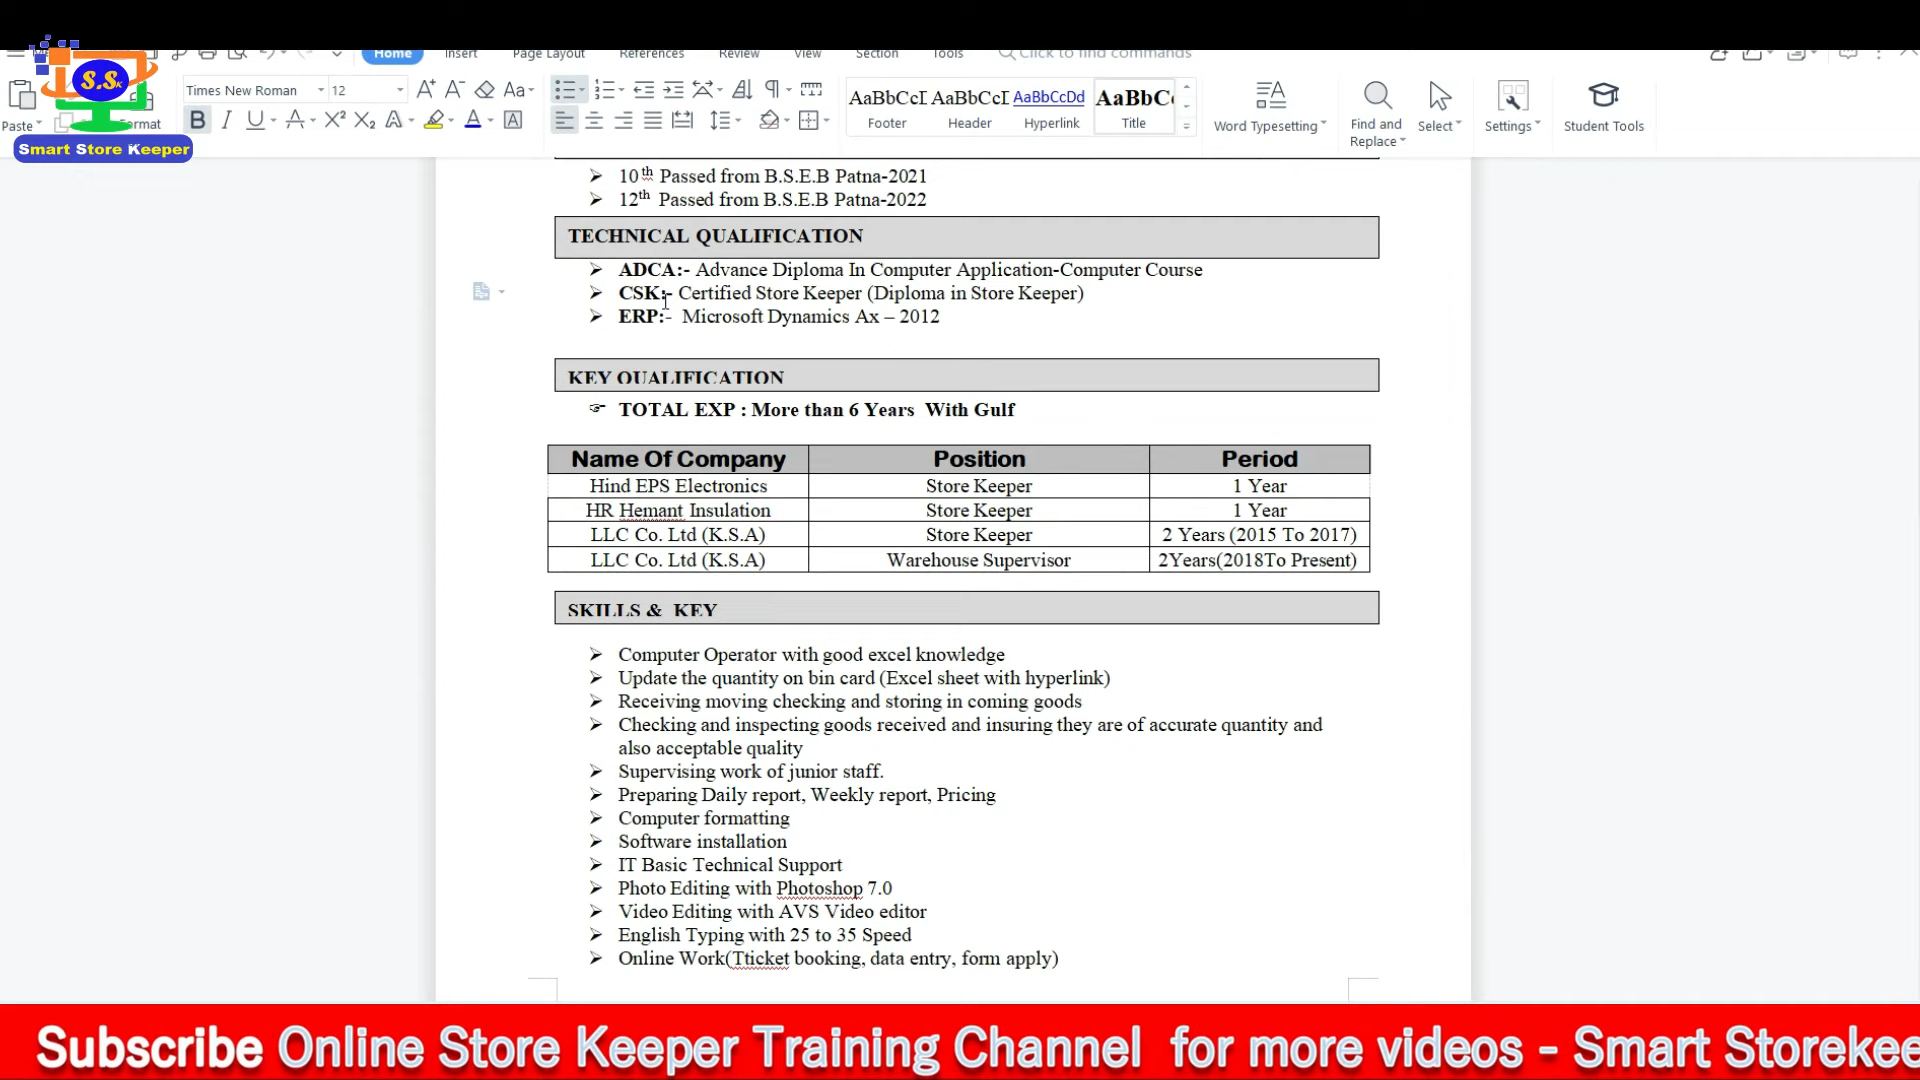 Home Insert Page Layout References Review View Section Tools Click to find commands
S.S.K
Smart Store Keeper
Paste
Format
Times New Roman 12
Aa
AaBbCcI AaBbCcI AaBbCcDd AaBbC
Footer Header Hyperlink Title
Word Typesetting
Find and
Replace
Select
Settings
Student Tools
10th Passed from B.S.E.B Patna-2021
12th Passed from B.S.E.B Patna-2022
TECHNICAL QUALIFICATION
ADCA:- Advance Diploma In Computer Application-Computer Course
CSK:- Certified Store Keeper (Diploma in Store Keeper)
ERP:- Microsoft Dynamics Ax – 2012
KEY QUALIFICATION
TOTAL EXP : More than 6 Years With Gulf
Name Of Company Position Period
Hind EPS Electronics Store Keeper 1 Year
HR Hemant Insulation Store Keeper 1 Year
LLC Co. Ltd (K.S.A) Store Keeper 2 Years (2015 To 2017)
LLC Co. Ltd (K.S.A) Warehouse Supervisor 2Years(2018To Present)
SKILLS & KEY
Computer Operator with good excel knowledge
Update the quantity on bin card (Excel sheet with hyperlink)
Receiving moving checking and storing in coming goods
Checking and inspecting goods received and insuring they are of accurate quantity and
also acceptable quality
Supervising work of junior staff.
Preparing Daily report, Weekly report, Pricing
Computer formatting
Software installation
IT Basic Technical Support
Photo Editing with Photoshop 7.0
Video Editing with AVS Video editor
English Typing with 25 to 35 Speed
Online Work(Tticket booking, data entry, form apply)
Subscribe Online Store Keeper Training Channel for more videos - Smart Storekee